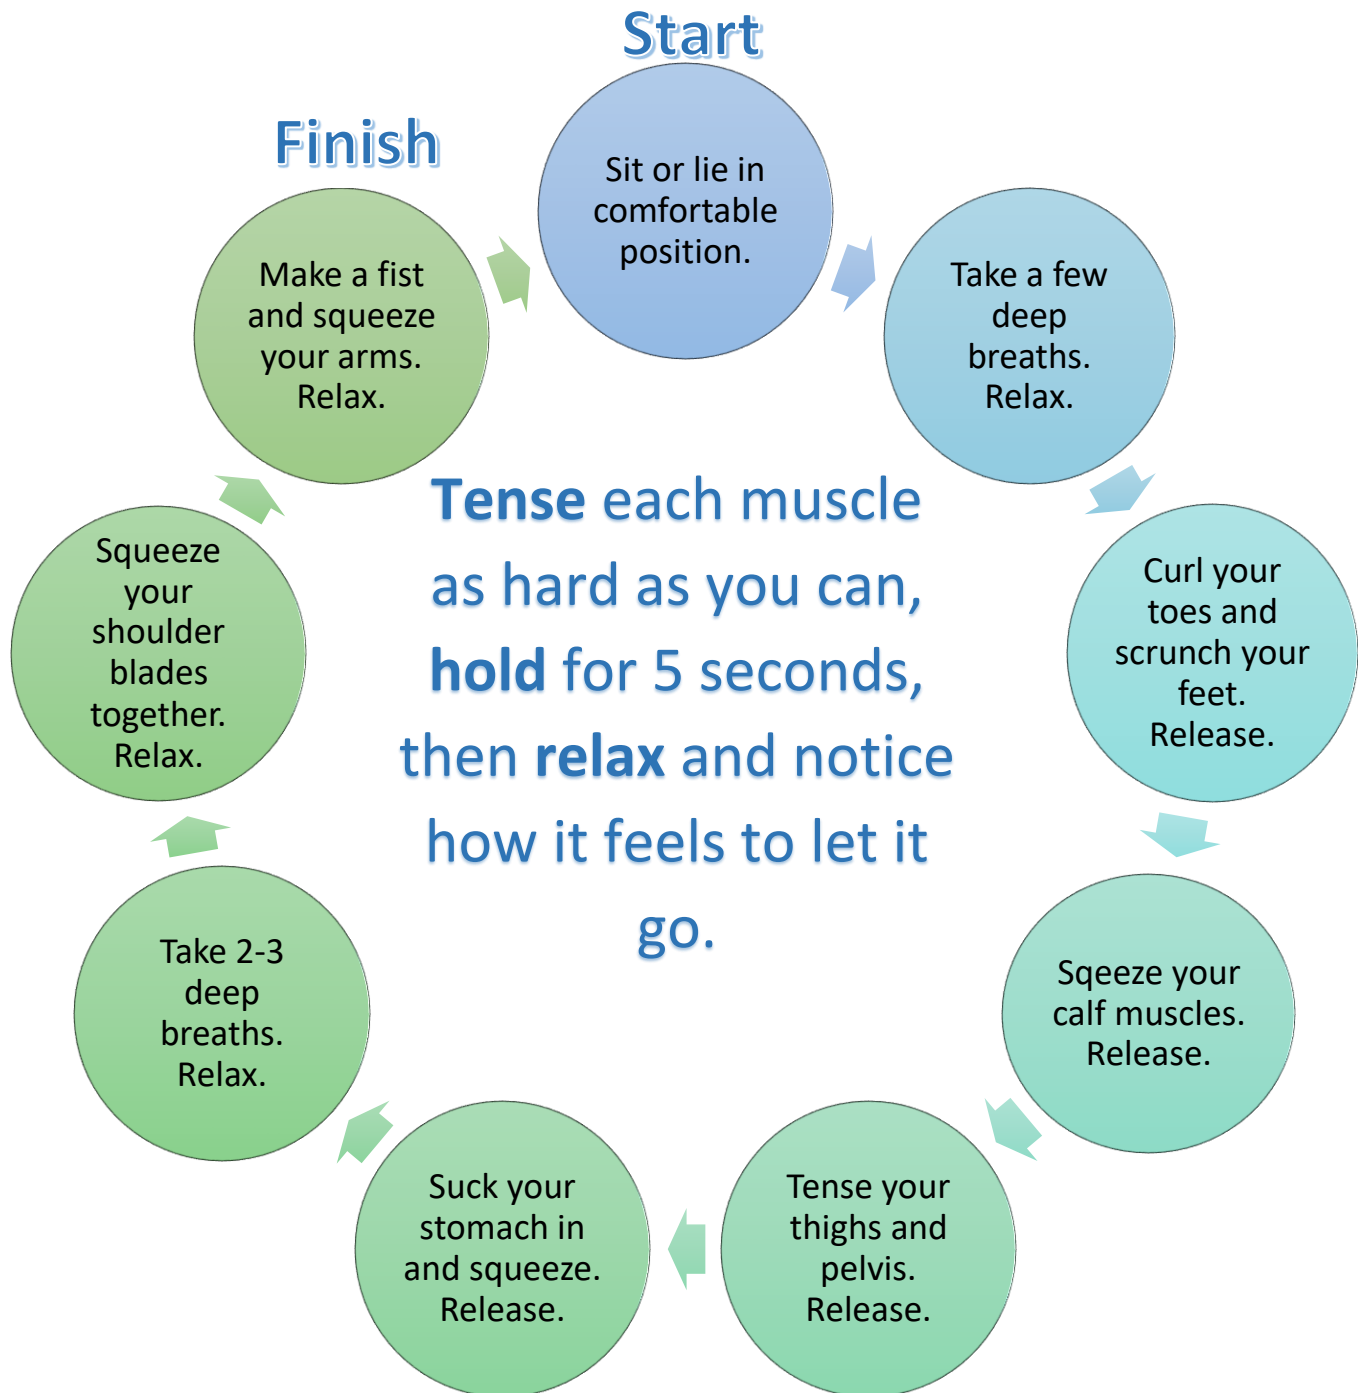 Start
Sit or lie in
comfortable
position.
Take a few
deep
breaths.
Relax.
Curl your
toes and
scrunch your
feet.
Release.
Sqeeze your
calf muscles.
Release.
Tense your
thighs and
pelvis.
Release.
Suck your
stomach in
and squeeze.
Release.
Take 2-3
deep
breaths.
Relax.
Squeeze
your
shoulder
blades
together.
Relax.
Make a fist
and squeeze
your arms.
Relax.
Finish
Tense each muscle
as hard as you can,
hold for 5 seconds,
then relax and notice
how it feels to let it
go.